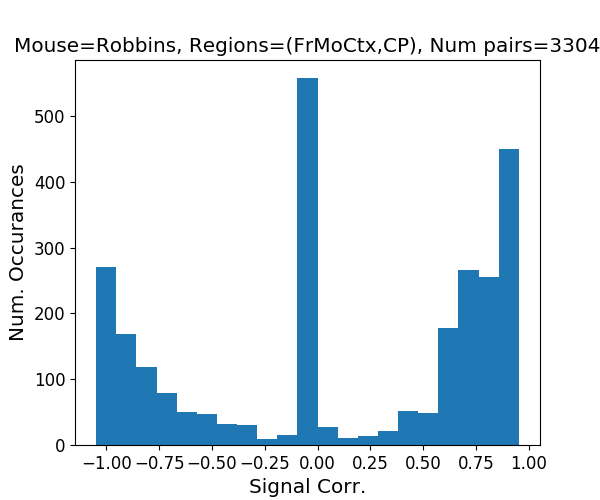 Mouse=Robbins, Regions=(FrMoCtx,CP), Num pairs=3304
Num. Occurances
500
400
300
200
100
0
−1.00 −0.75 −0.50 −0.25 0.00 0.25 0.50 0.75 1.00
Signal Corr.